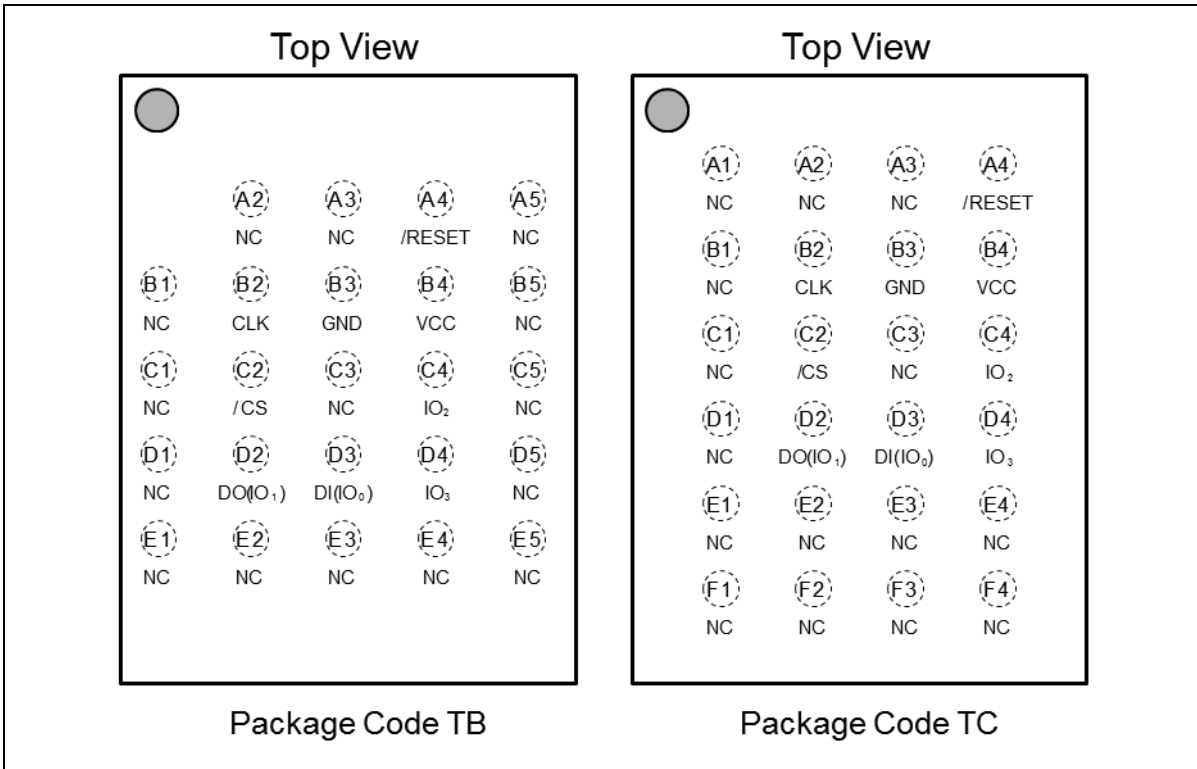 Top View
A2 A3 A4 A5
NC NC /RESET NC
B1 B2 B3 B4 B5
NC CLK GND VCC NC
C1 C2 C3 C4 C5
NC /CS NC IO₂ NC
D1 D2 D3 D4 D5
NC DO(IO₁) DI(IO₀) IO₃ NC
E1 E2 E3 E4 E5
NC NC NC NC NC
Package Code TB
Top View
A1 A2 A3 A4
NC NC NC /RESET
B1 B2 B3 B4
NC CLK GND VCC
C1 C2 C3 C4
NC /CS NC IO₂
D1 D2 D3 D4
NC DO(IO₁) DI(IO₀) IO₃
E1 E2 E3 E4
NC NC NC NC
F1 F2 F3 F4
NC NC NC NC
Package Code TC